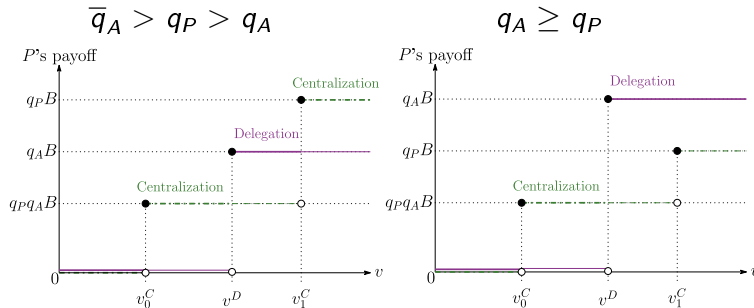 q̅_A > q_P > q_A
q_A ≥ q_P
P's payoff
Centralization
q_P B
Delegation
q_A B
Centralization
q_P q_A B
0
v
v_0^C
v^D
v_1^C
P's payoff
Delegation
q_A B
q_P B
Centralization
q_P q_A B
0
v
v_0^C
v^D
v_1^C